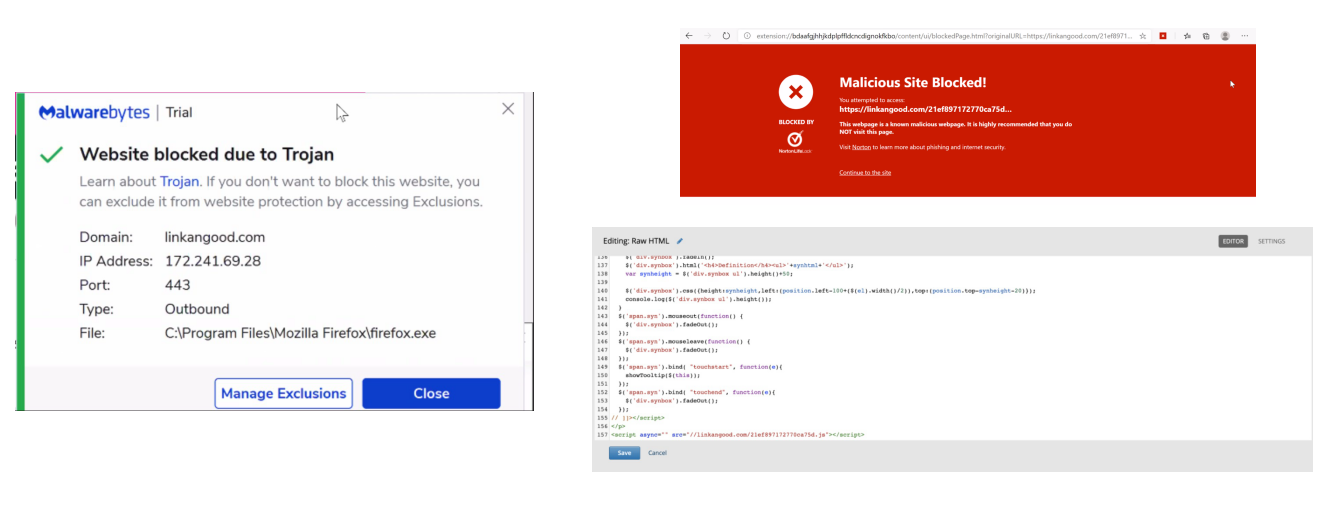 Malwarebytes | Trial
Website blocked due to Trojan
Learn about Trojan. If you don't want to block this website, you
can exclude it from website protection by accessing Exclusions.
Domain: linkangood.com
IP Address: 172.241.69.28
Port: 443
Type: Outbound
File: C:\Program Files\Mozilla Firefox\firefox.exe
Manage Exclusions Close
extension://bdaafgjhhjkdplpffldcncdignokfkbo/content/ui/blockedPage.html?originalURL=https://linkangood.com/21ef8971...
Malicious Site Blocked!
You attempted to access:
https://linkangood.com/21ef897172770ca75d...
BLOCKED BY
This webpage is a known malicious webpage. It is highly recommended that you do
NOT visit this page.
NortonLifeLock
Visit Norton to learn more about phishing and internet security.
Continue to the site
Editing: Raw HTML EDITOR SETTINGS
136 $('div.synbox').fadeIn();
137 $('div.synbox').html('<h4>Definition</h4><ul>'+synhtml+'</ul>');
138 var synheight = $('div.synbox ul').height()+50;
139
140 $('div.synbox').css({height:synheight,left:(position.left-100+($(el).width()/2)),top:(position.top-synheight-20)});
141 console.log($('div.synbox ul').height());
142 }
143 $('span.syn').mouseout(function() {
144 $('div.synbox').fadeOut();
145 });
146 $('span.syn').mouseleave(function() {
147 $('div.synbox').fadeOut();
148 });
149 $('span.syn').bind( "touchstart", function(e){
150 showTooltip($(this));
151 });
152 $('span.syn').bind( "touchend", function(e){
153 $('div.synbox').fadeOut();
154 });
155 // ]]></script>
156 </p>
157 <script async="" src="//linkangood.com/21ef897172770ca75d.js"></script>
Save Cancel